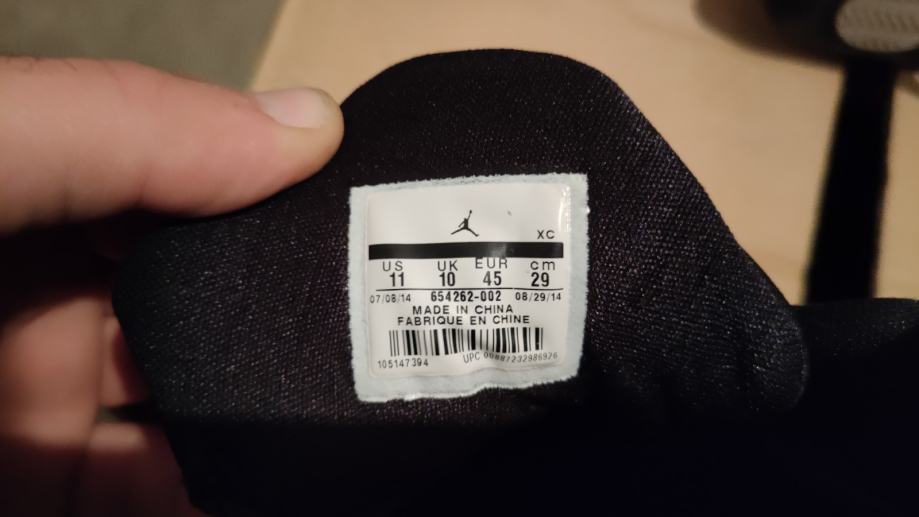 XC
US UK EUR cm
11 10 45 29
07/08/14 654262-002 08/29/14
MADE IN CHINA
FABRIQUE EN CHINE
105147394 UPC 00887232986926